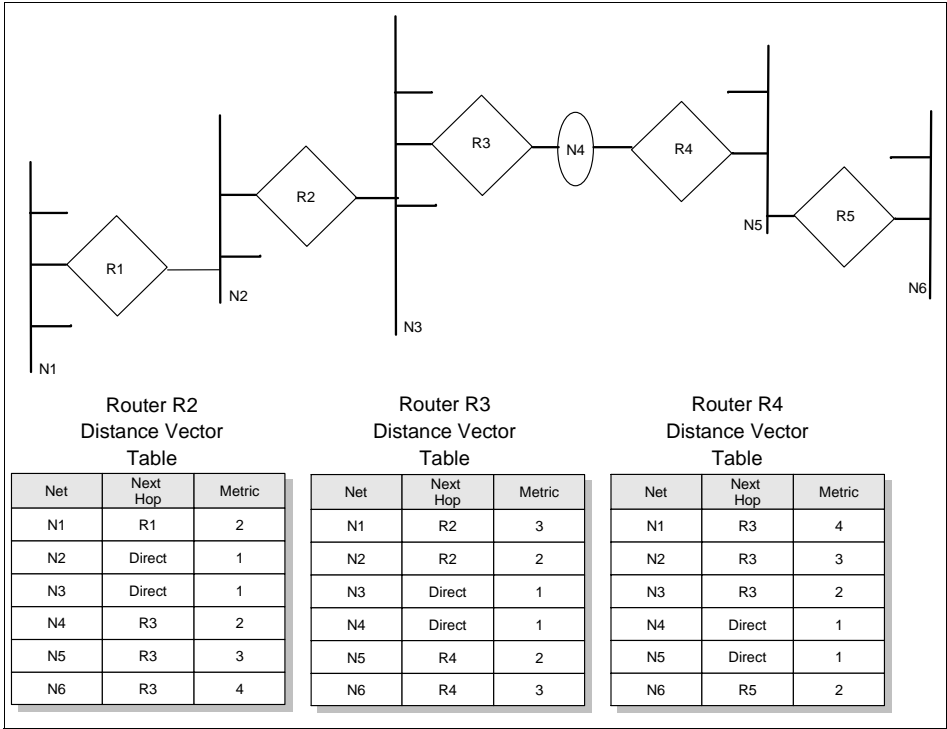 R3
N4
R4
R2
R5
N5
R1
N2
N6
N3
N1
Router R2
Distance Vector
Table
Net Next Hop Metric
N1 R1 2
N2 Direct 1
N3 Direct 1
N4 R3 2
N5 R3 3
N6 R3 4
Router R3
Distance Vector
Table
Net Next Hop Metric
N1 R2 3
N2 R2 2
N3 Direct 1
N4 Direct 1
N5 R4 2
N6 R4 3
Router R4
Distance Vector
Table
Net Next Hop Metric
N1 R3 4
N2 R3 3
N3 R3 2
N4 Direct 1
N5 Direct 1
N6 R5 2